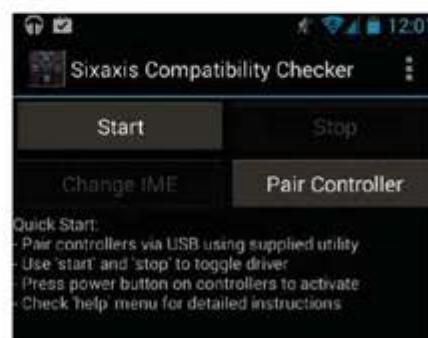 12:01
Sixaxis Compatibility Checker
Start Stop
Change IME Pair Controller
Quick Start:
- Pair controllers via USB using supplied utility
- Use 'start' and 'stop' to toggle driver
- Press power button on controllers to activate
- Check 'help' menu for detailed instructions